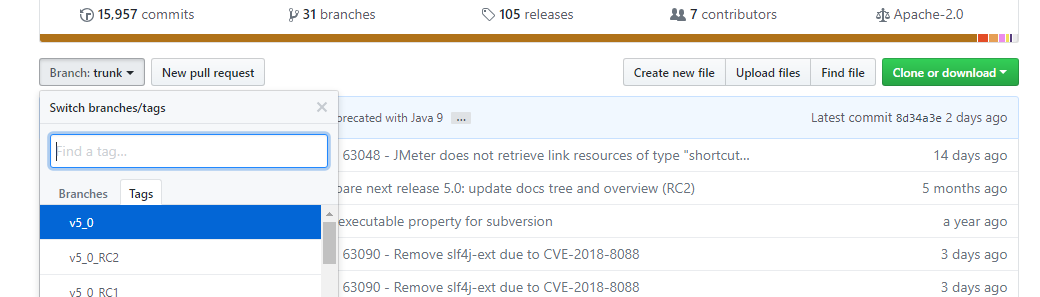 15,957 commits 31 branches 105 releases 7 contributors Apache-2.0
Branch: trunk New pull request Create new file Upload files Find file Clone or download
Switch branches/tags
precated with Java 9 ... Latest commit 8d34a3e 2 days ago
Find a tag...
63048 - JMeter does not retrieve link resources of type "shortcut... 14 days ago
Branches Tags
pare next release 5.0: update docs tree and overview (RC2) 5 months ago
v5_0
executable property for subversion a year ago
v5_0_RC2
63090 - Remove slf4j-ext due to CVE-2018-8088 3 days ago
v5_0_RC1
63090 - Remove slf4j-ext due to CVE-2018-8088 3 days ago